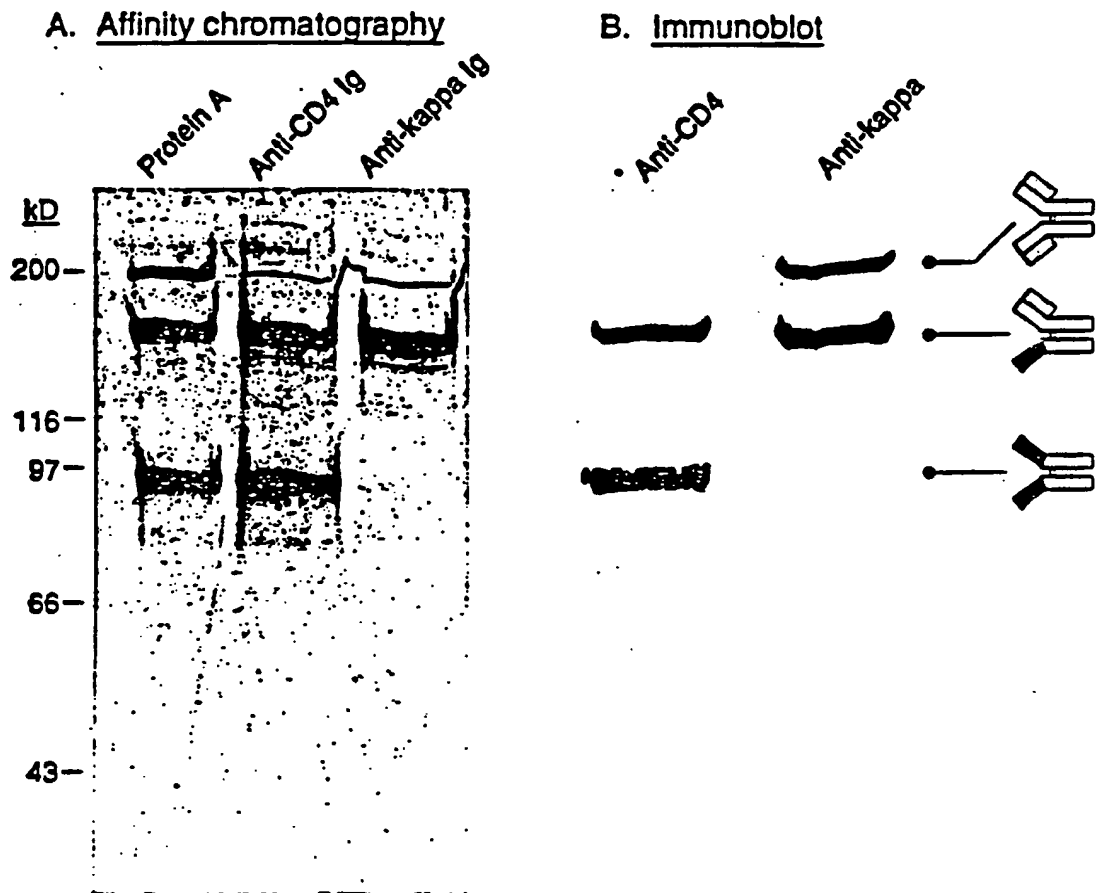 A. Affinity chromatography
Protein A
Anti-CD4 Ig
Anti-kappa Ig
kD
200
116
97
66
43
B. Immunoblot
Anti-CD4
Anti-kappa